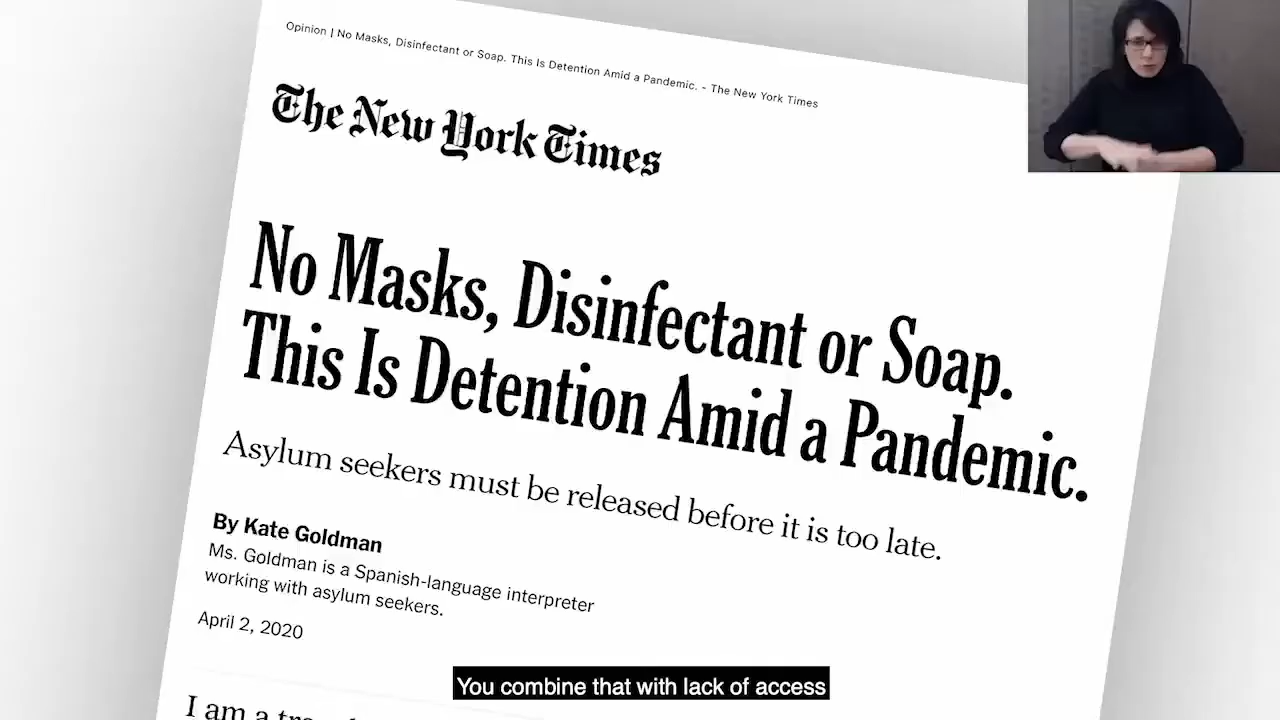 Opinion | No Masks, Disinfectant or Soap. This Is Detention Amid a Pandemic. - The New York Times
The New York Times
No Masks, Disinfectant or Soap.
This Is Detention Amid a Pandemic.
Asylum seekers must be released before it is too late.
By Kate Goldman
Ms. Goldman is a Spanish-language interpreter
working with asylum seekers.
April 2, 2020
I am a
You combine that with lack of access